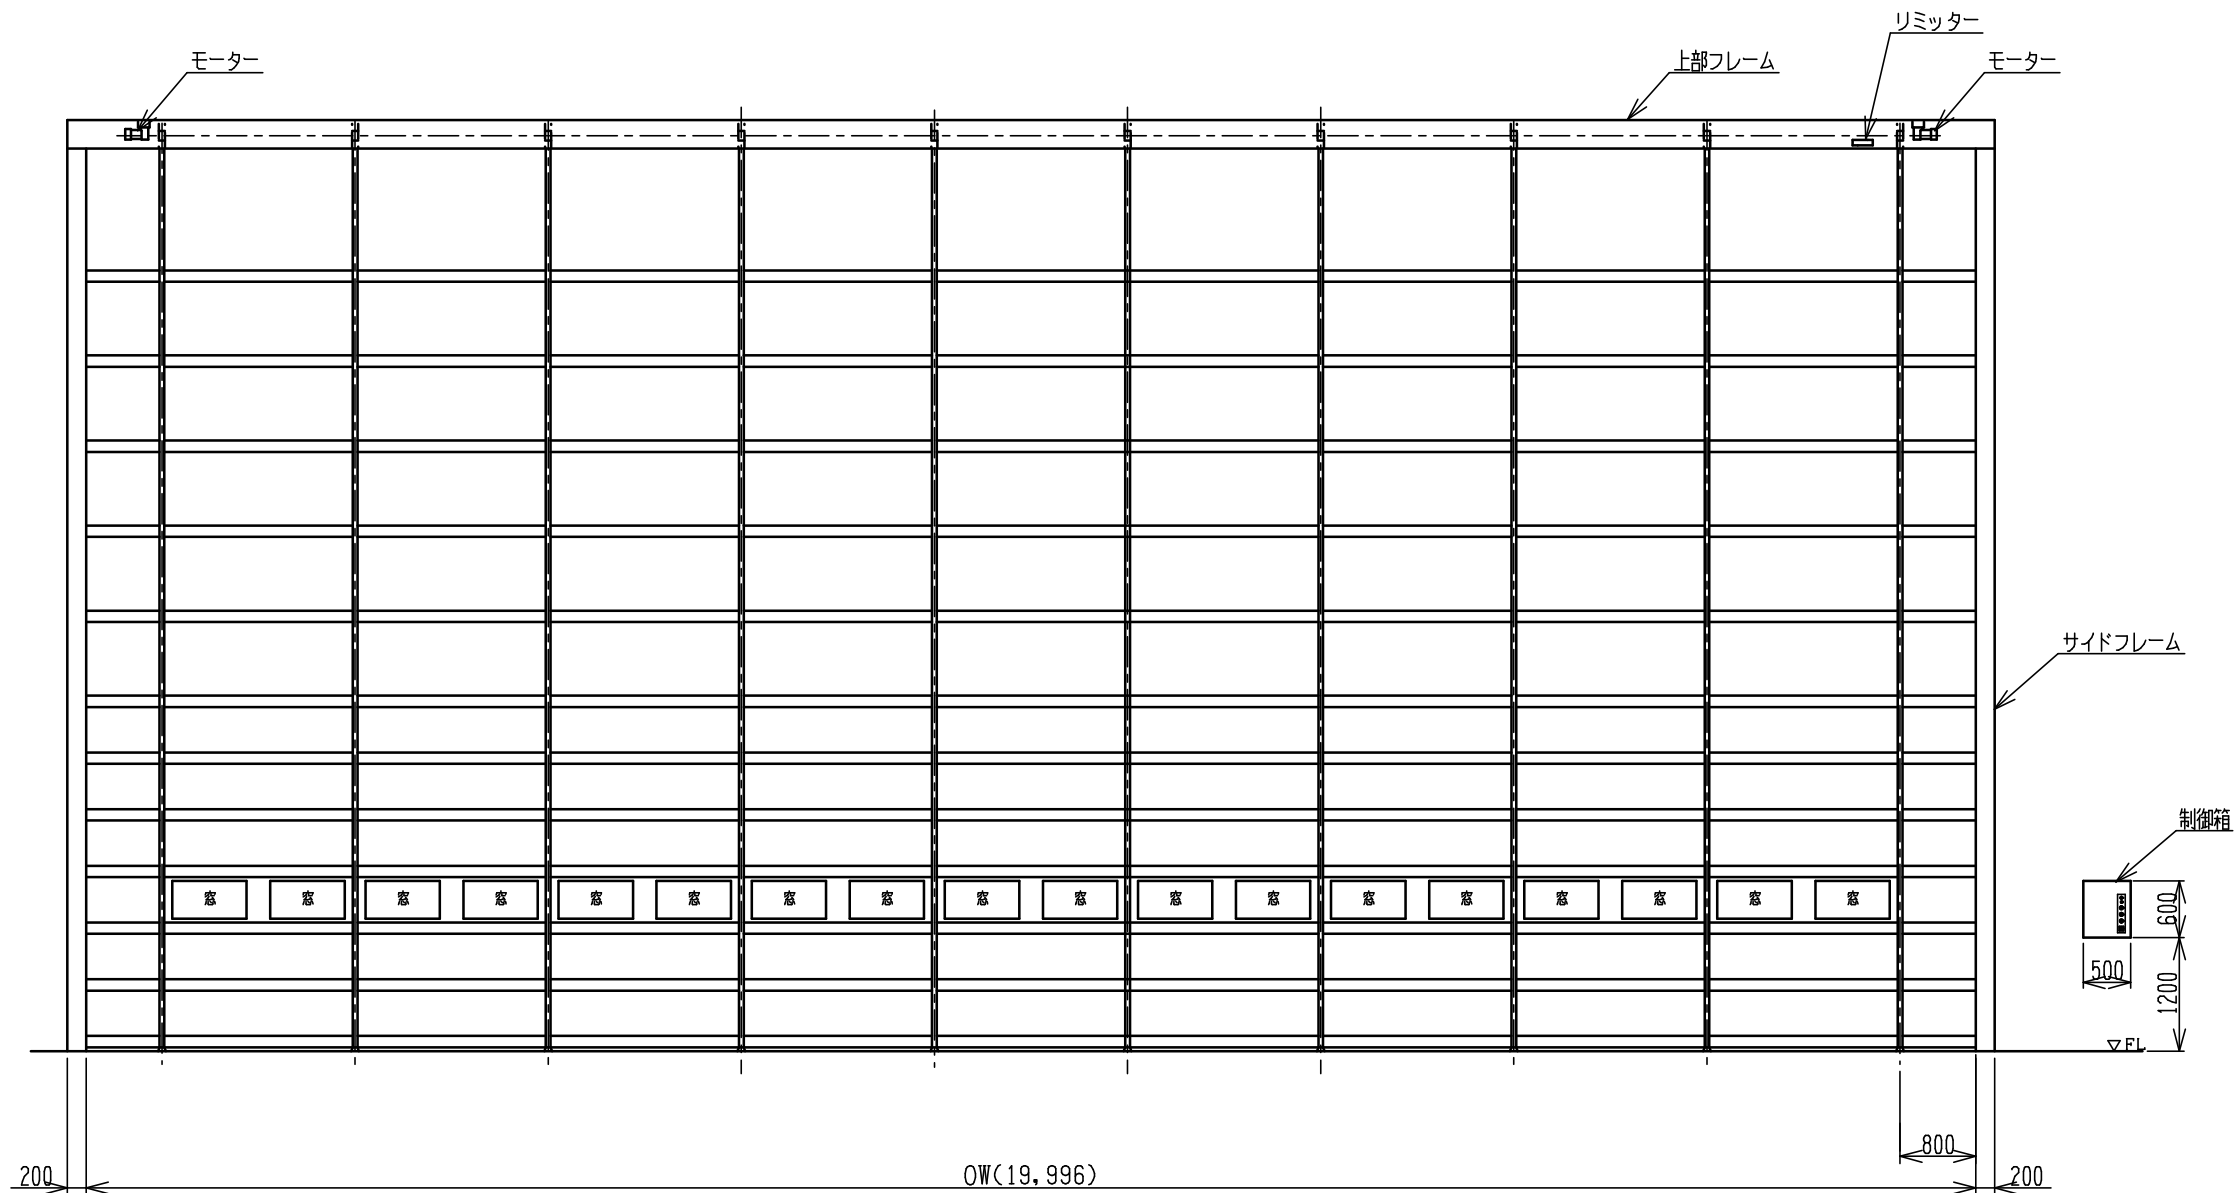 リミッター
モーター
上部フレーム
モーター
サイドフレーム
制御箱
窓 窓 窓 窓 窓 窓 窓 窓 窓 窓 窓 窓 窓 窓 窓 窓 窓 窓
600
500
1200
▽FL
800
200
OW(19,996)
200